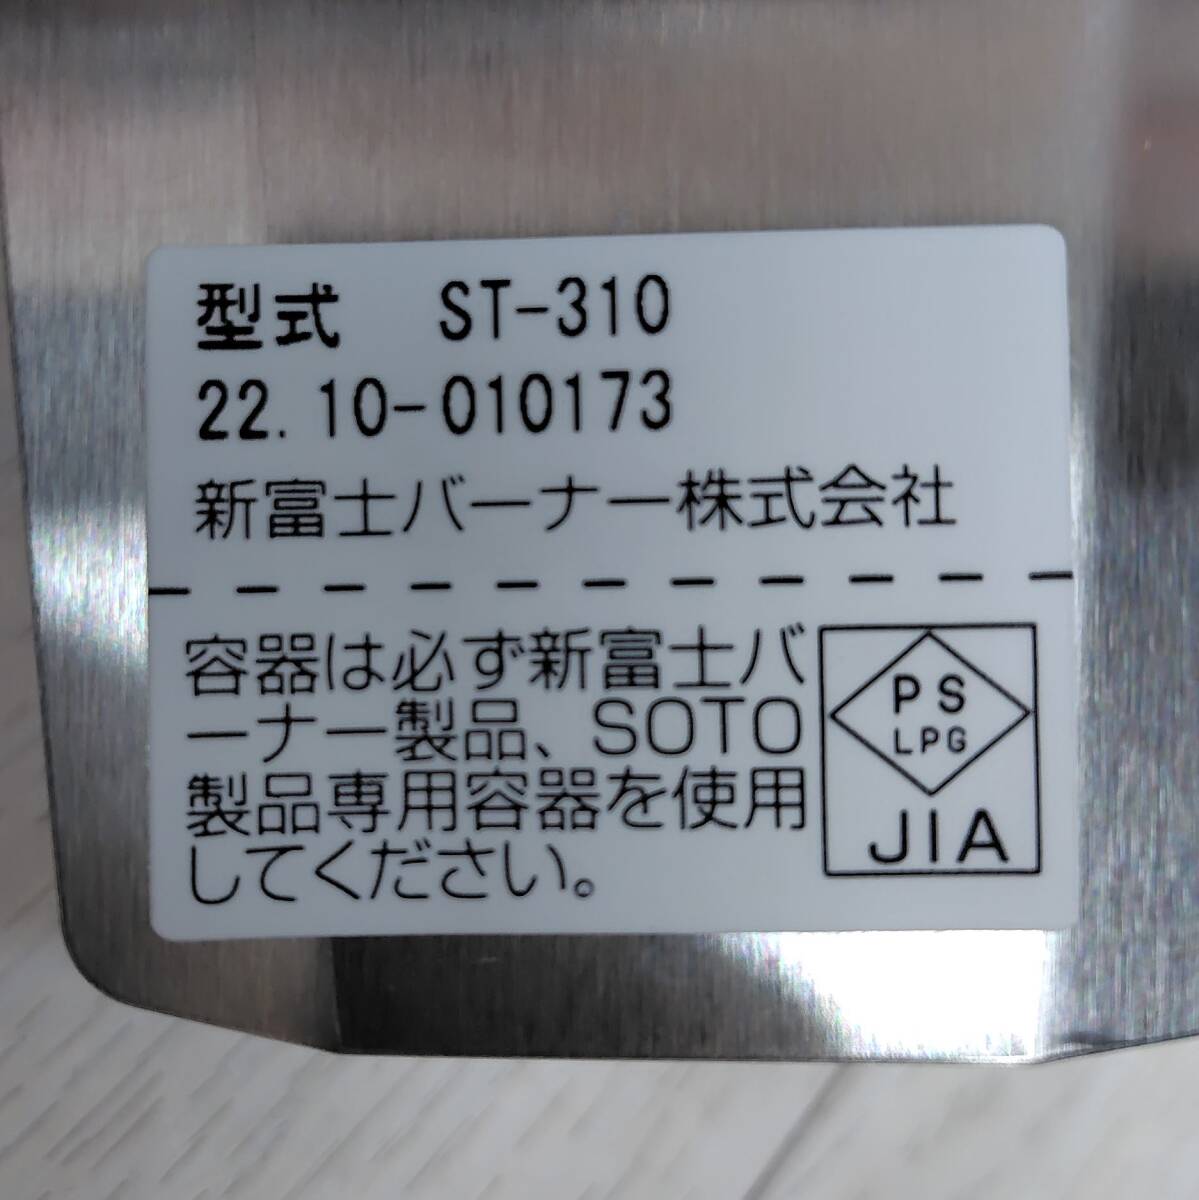 型式 ST-310
22.10-010173
新富士バーナー株式会社
容器は必ず新富士バ
ーナー製品、SOTO
製品専用容器を使用
してください。
PS
LPG
JIA